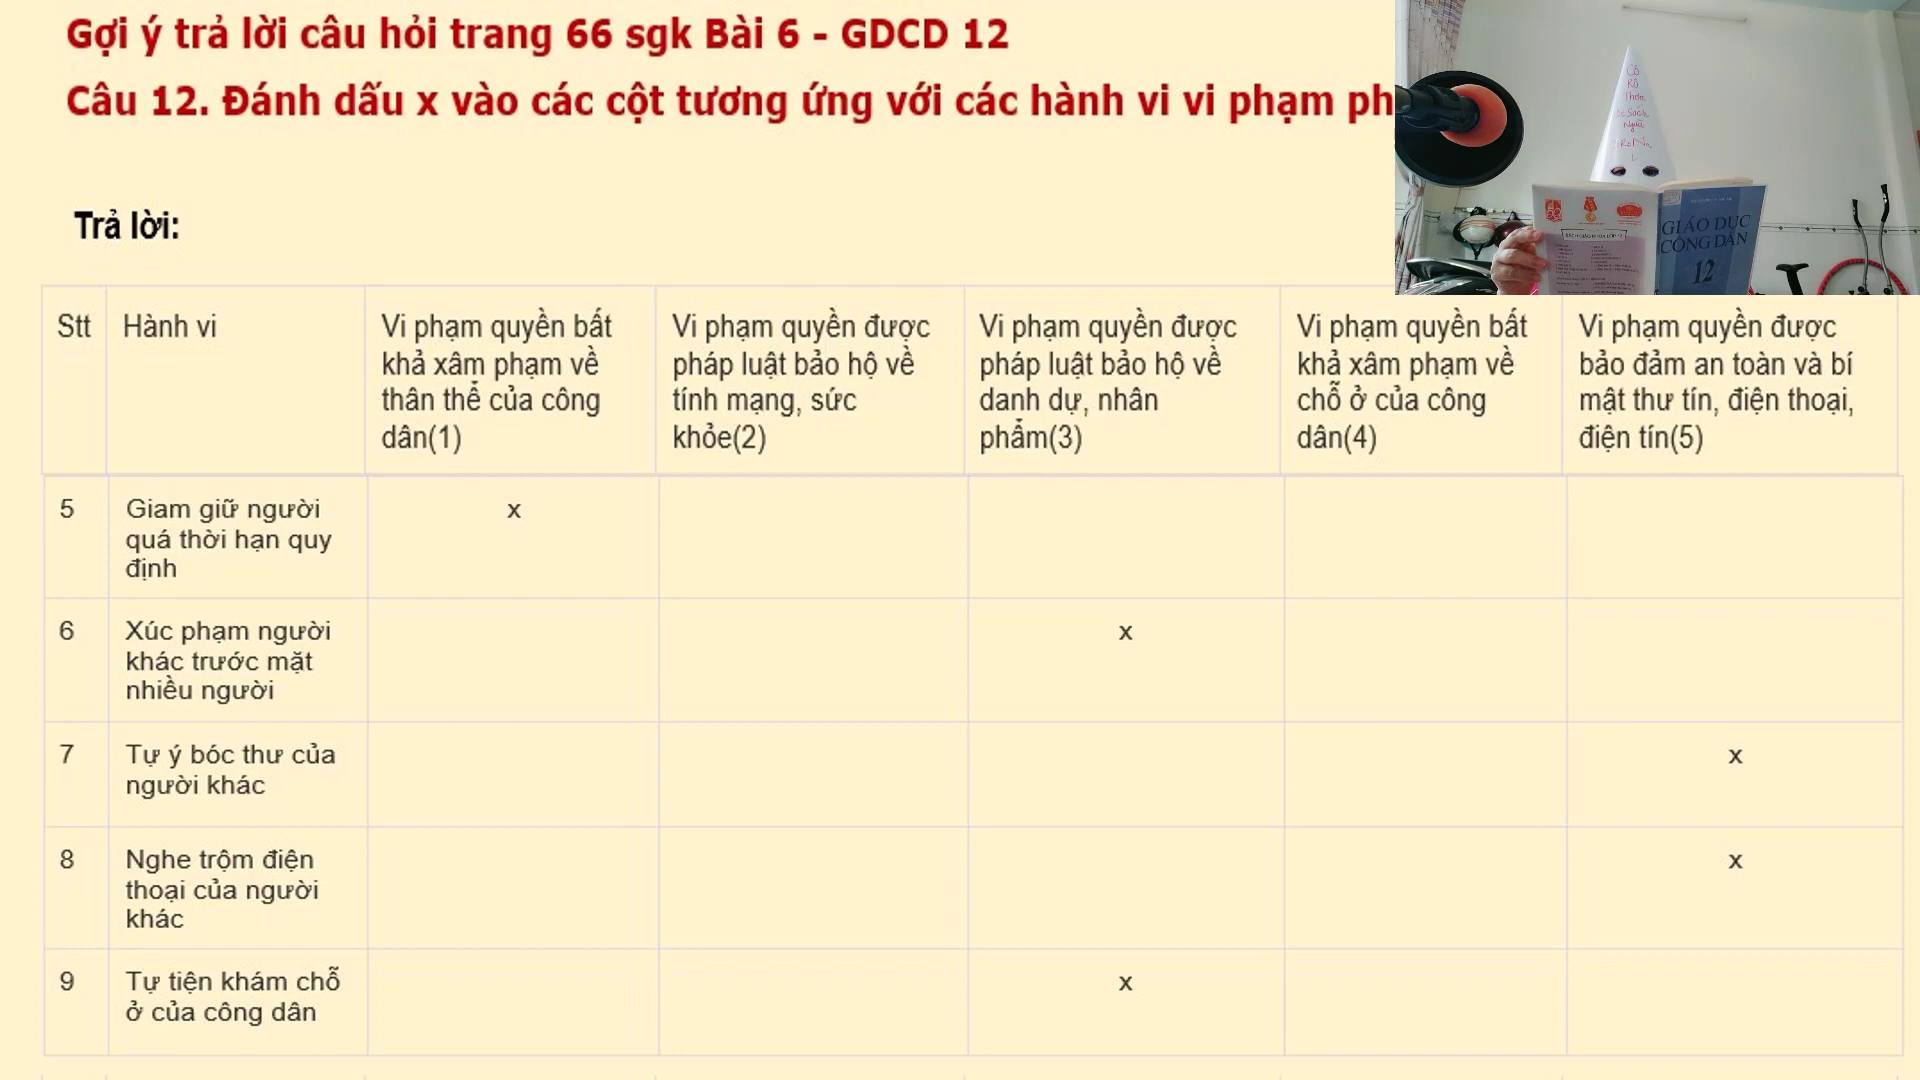 Gợi ý trả lời câu hỏi trang 66 sgk Bài 6 - GDCD 12
Câu 12. Đánh dấu x vào các cột tương ứng với các hành vi vi phạm ph
Cô
Rô
Thơm
GIÁO DỤC
CÔNG DÂN
12
Trả lời:
Stt
Hành vi
Vi phạm quyền bất
khả xâm phạm về
thân thể của công
dân(1)
Vi phạm quyền được
pháp luật bảo hộ về
tính mạng, sức
khỏe(2)
Vi phạm quyền được
pháp luật bảo hộ về
danh dự, nhân
phẩm(3)
Vi phạm quyền bất
khả xâm phạm về
chỗ ở của công
dân(4)
Vi phạm quyền được
bảo đảm an toàn và bí
mật thư tín, điện thoại,
điện tín(5)
5
Giam giữ người
quá thời hạn quy
định
x
6
Xúc phạm người
khác trước mặt
nhiều người
x
7
Tự ý bóc thư của
người khác
x
8
Nghe trộm điện
thoại của người
khác
x
9
Tự tiện khám chỗ
ở của công dân
x